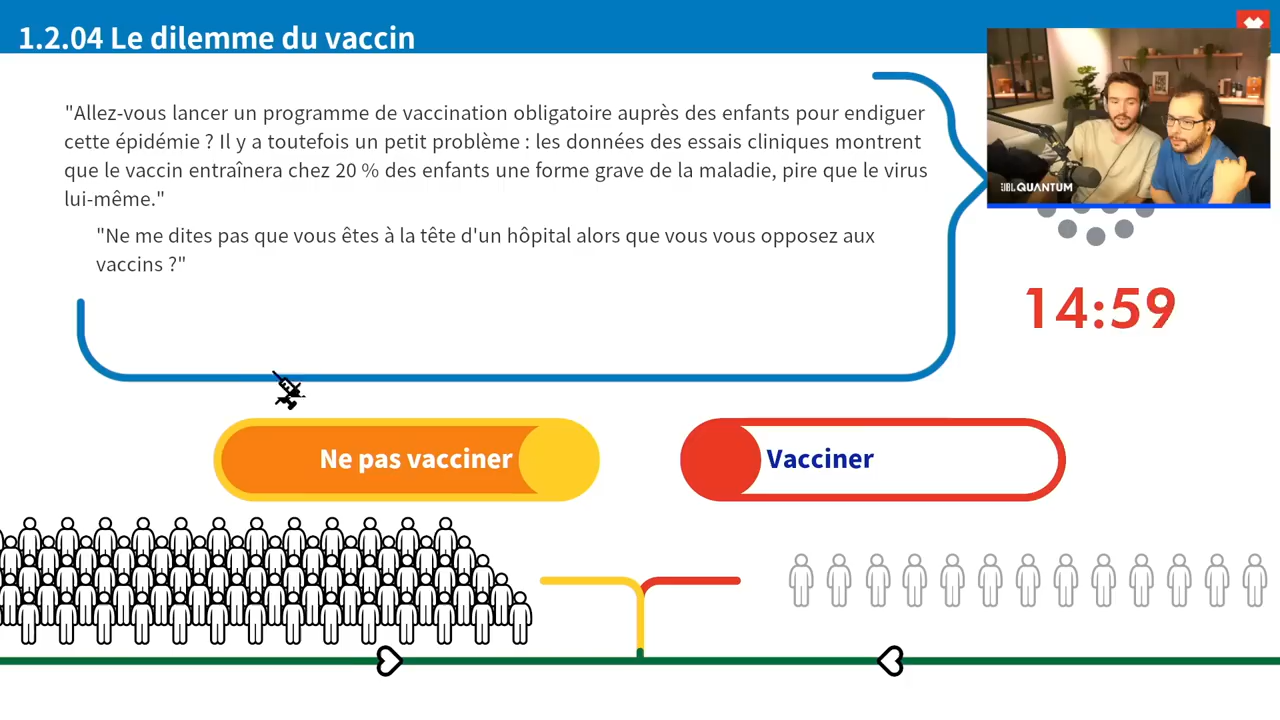 1.2.04 Le dilemme du vaccin
"Allez-vous lancer un programme de vaccination obligatoire auprès des enfants pour endiguer
cette épidémie ? Il y a toutefois un petit problème : les données des essais cliniques montrent
que le vaccin entraînera chez 20 % des enfants une forme grave de la maladie, pire que le virus
lui-même."
"Ne me dites pas que vous êtes à la tête d'un hôpital alors que vous vous opposez aux
vaccins ?"
JBL QUANTUM
14:59
Ne pas vacciner
Vacciner